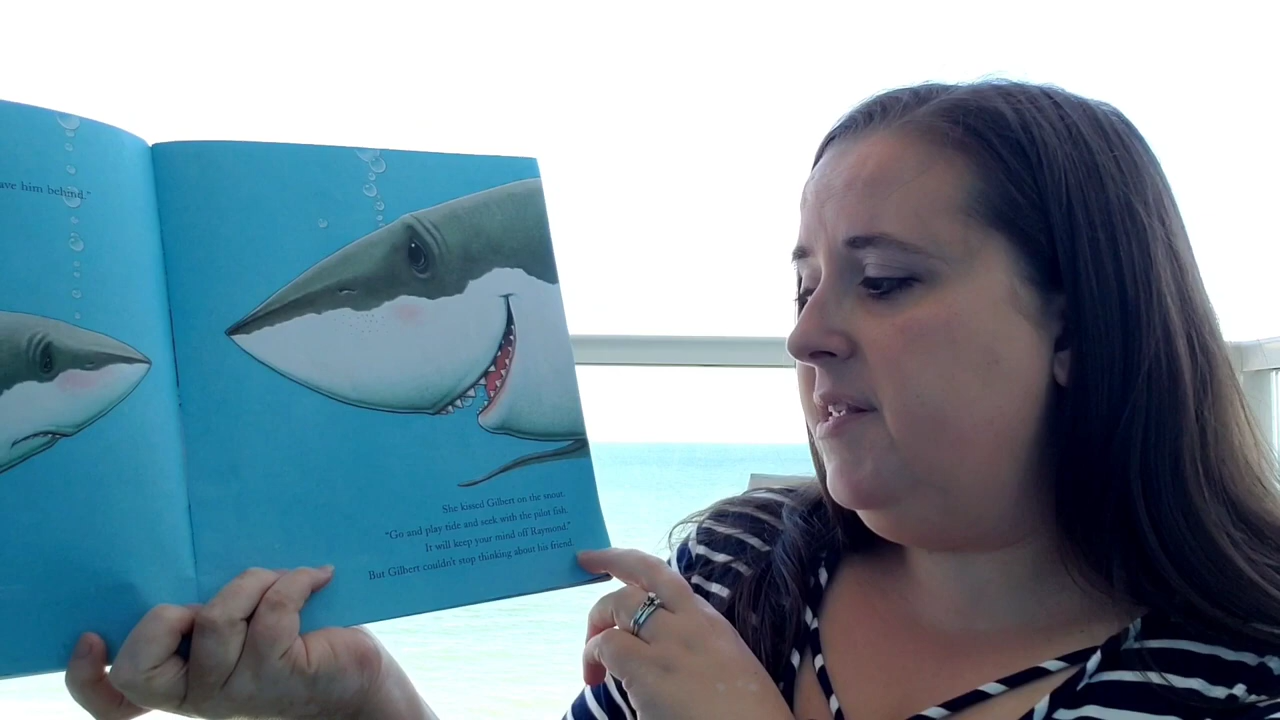 ave him behind."
She kissed Gilbert on the snout.
"Go and play tide and seek with the pilot fish.
It will keep your mind off Raymond."
But Gilbert couldn't stop thinking about his friend.